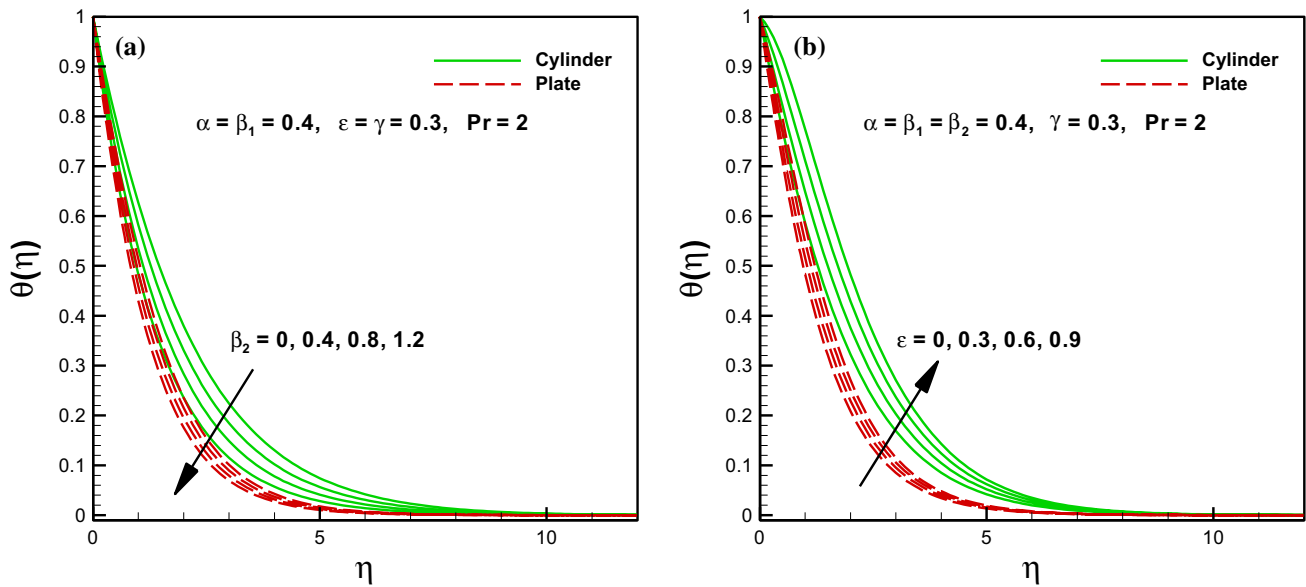 (a)
Cylinder
Plate
α = β₁ = 0.4, ε = γ = 0.3, Pr = 2
β₂ = 0, 0.4, 0.8, 1.2
θ(η)
1
0.9
0.8
0.7
0.6
0.5
0.4
0.3
0.2
0.1
0
0 5 10
η
(b)
Cylinder
Plate
α = β₁ = β₂ = 0.4, γ = 0.3, Pr = 2
ε = 0, 0.3, 0.6, 0.9
θ(η)
1
0.9
0.8
0.7
0.6
0.5
0.4
0.3
0.2
0.1
0
0 5 10
η